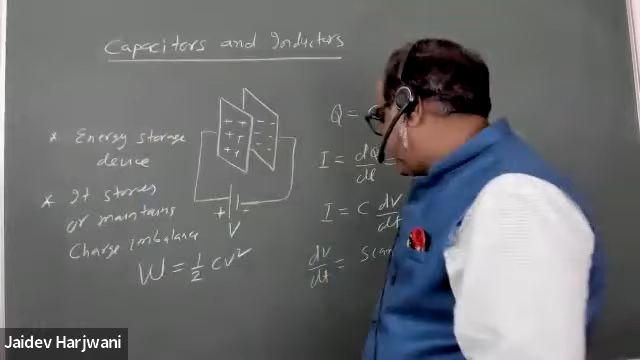 Capacitors and Inductors
* Energy storage
device
* It stores
or maintains
Charge imbalance
W = 1/2 CV²
+ + + + + +
- - - - -
+ -
V
Q =
I = dQ/dt =
I = C dV/dt
dV/dt =
Jaidev Harjwani